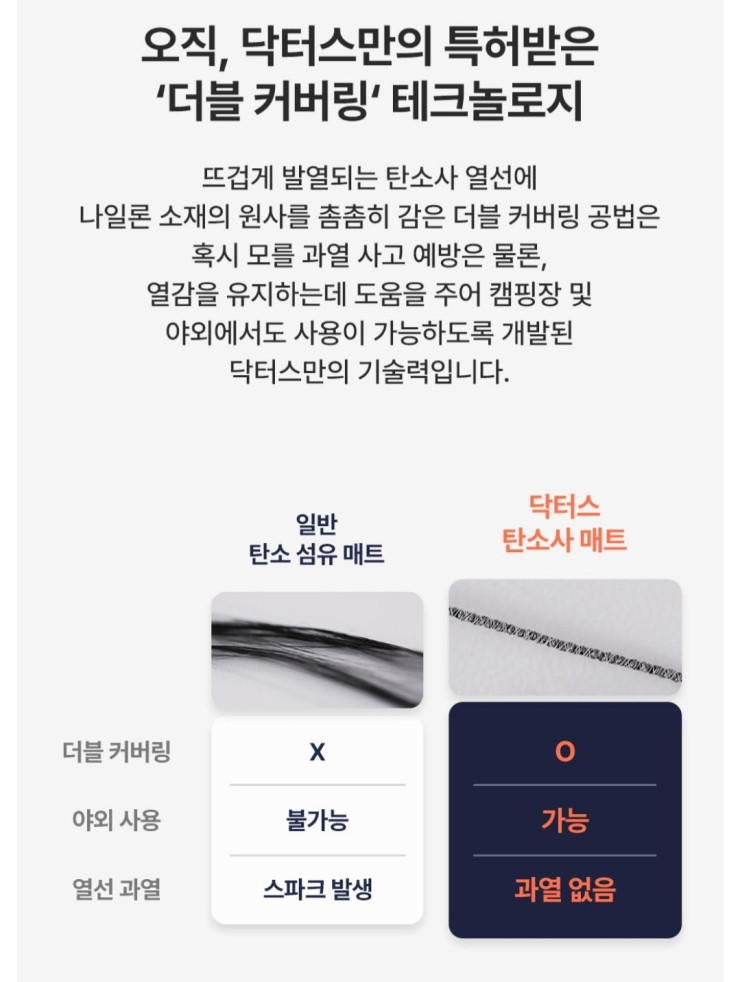 오직, 닥터스만의 특허받은
‘더블 커버링‘ 테크놀로지
뜨겁게 발열되는 탄소사 열선에
나일론 소재의 원사를 촘촘히 감은 더블 커버링 공법은
혹시 모를 과열 사고 예방은 물론,
열감을 유지하는데 도움을 주어 캠핑장 및
야외에서도 사용이 가능하도록 개발된
닥터스만의 기술력입니다.
일반
탄소 섬유 매트
닥터스
탄소사 매트
더블 커버링 X O
야외 사용 불가능 가능
열선 과열 스파크 발생 과열 없음